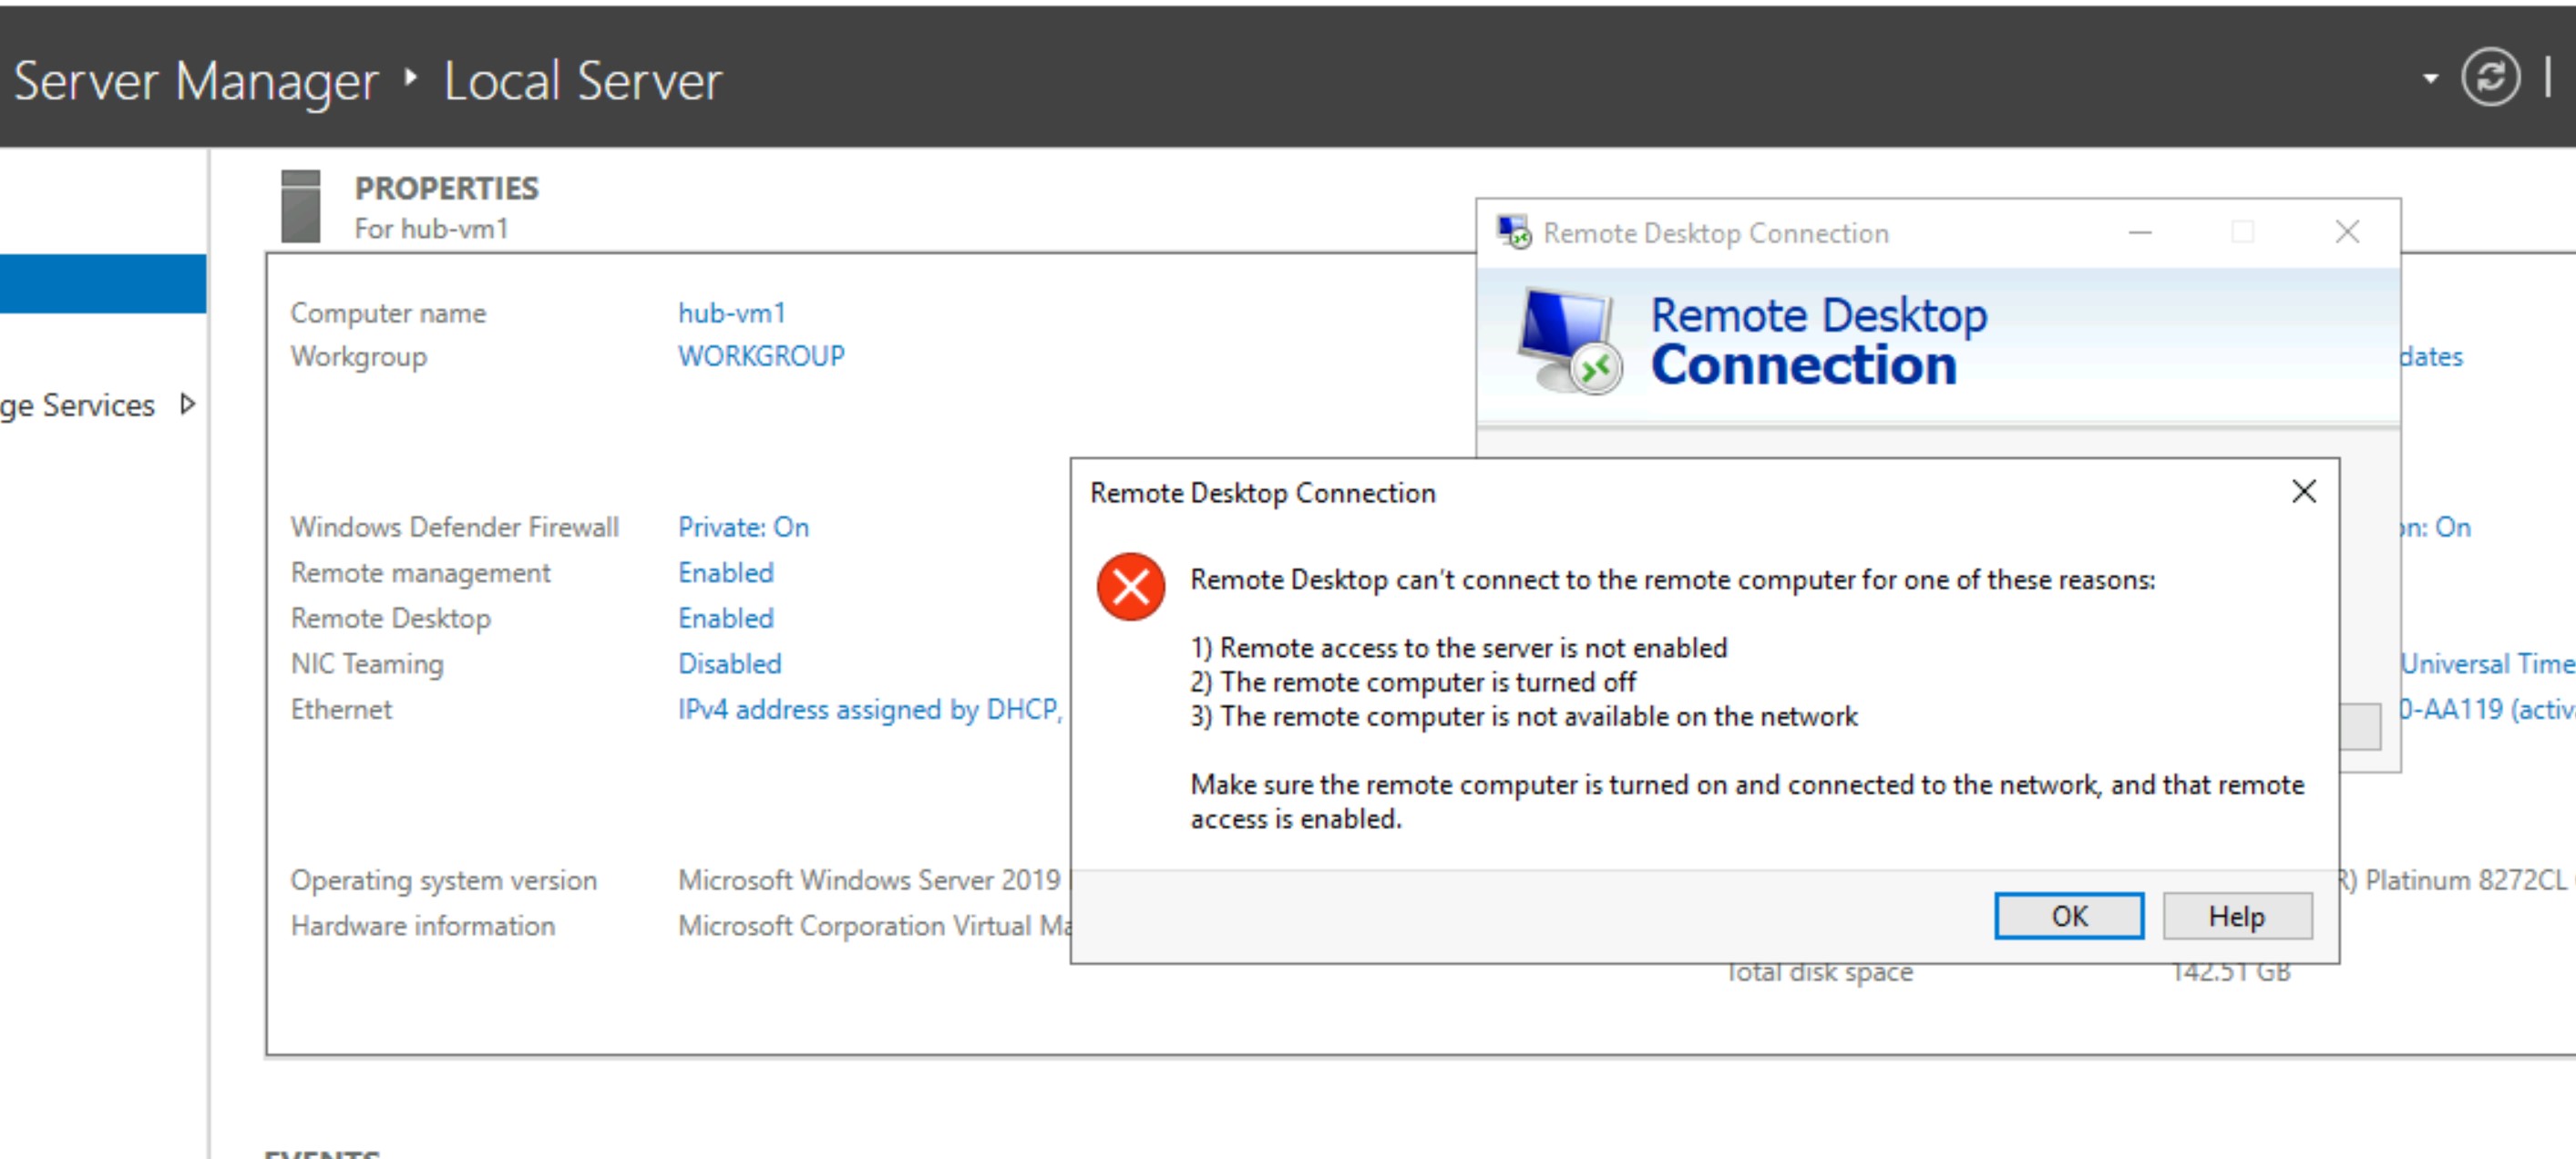 Server Manager ‣ Local Server
PROPERTIES
For hub-vm1
Computer name hub-vm1
Workgroup WORKGROUP
ge Services
Windows Defender Firewall Private: On
Remote management Enabled
Remote Desktop Enabled
NIC Teaming Disabled
Ethernet IPv4 address assigned by DHCP,
Operating system version Microsoft Windows Server 2019
Hardware information Microsoft Corporation Virtual Ma
Remote Desktop Connection
Remote Desktop
Connection
dates
on: On
Universal Time
0-AA119 (activ
R) Platinum 8272CL
Remote Desktop Connection
Remote Desktop can't connect to the remote computer for one of these reasons:
1) Remote access to the server is not enabled
2) The remote computer is turned off
3) The remote computer is not available on the network
Make sure the remote computer is turned on and connected to the network, and that remote
access is enabled.
OK Help
Total disk space 142.51 GB
EVENTS